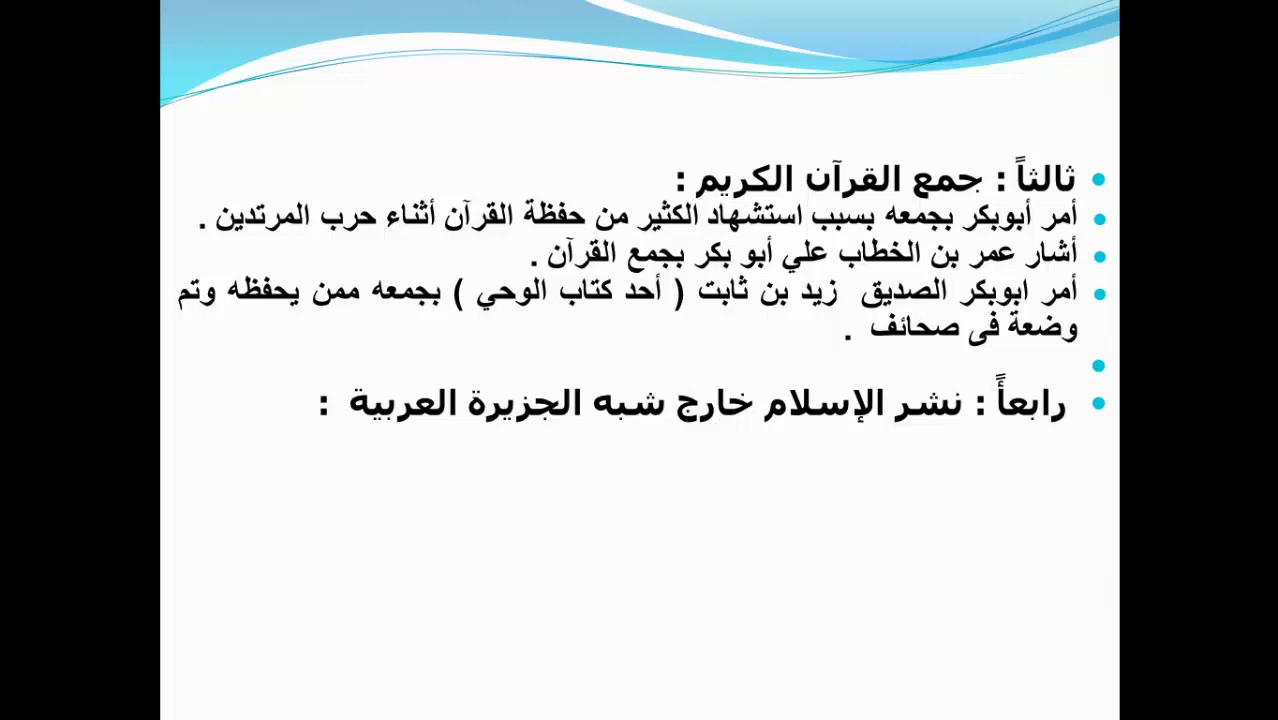 ثالثاً : جمع القرآن الكريم :
أمر أبوبكر بجمعه بسبب استشهاد الكثير من حفظة القرآن أثناء حرب المرتدين .
أشار عمر بن الخطاب علي أبو بكر بجمع القرآن .
أمر ابوبكر الصديق زيد بن ثابت ( أحد كتاب الوحي ) بجمعه ممن يحفظه وتم
وضعة فى صحائف .
رابعأً : نشر الإسلام خارج شبه الجزيرة العربية :